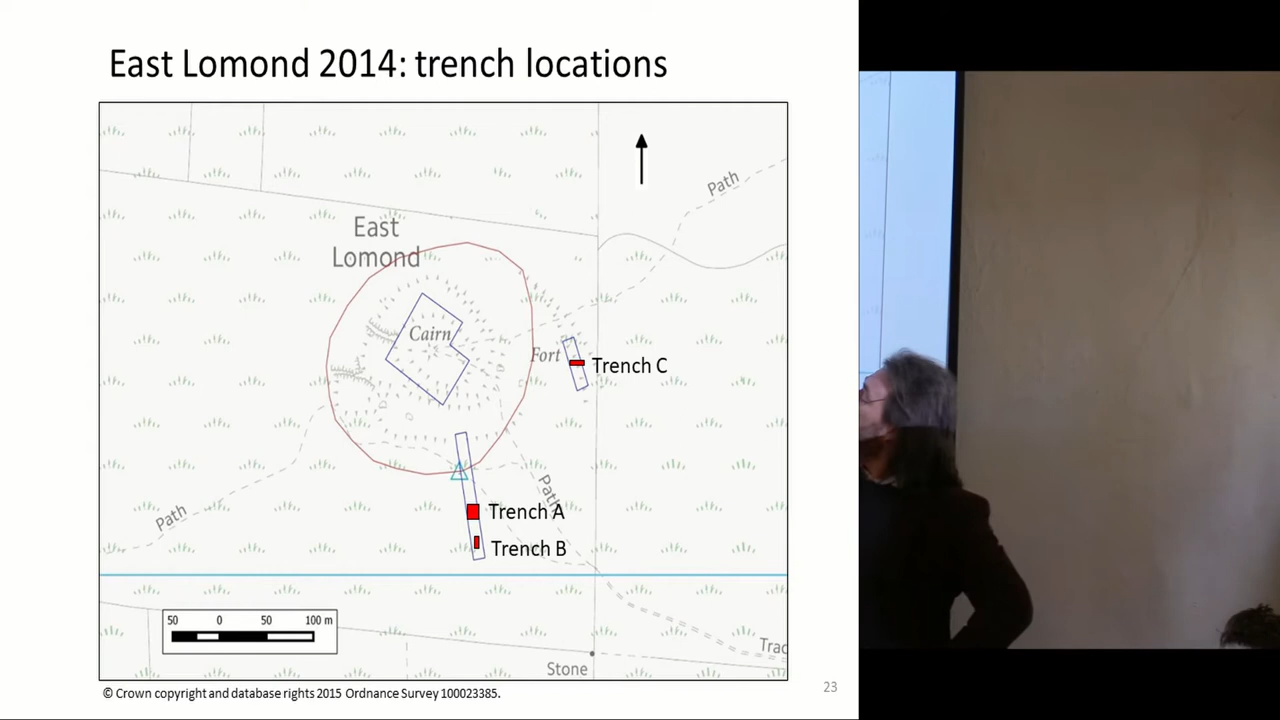 East Lomond 2014: trench locations
Path
East
Lomond
Cairn
Fort
Trench C
Path
Path
Trench A
Trench B
50 0 50 100 m
Trac
Stone
© Crown copyright and database rights 2015 Ordnance Survey 100023385.
23